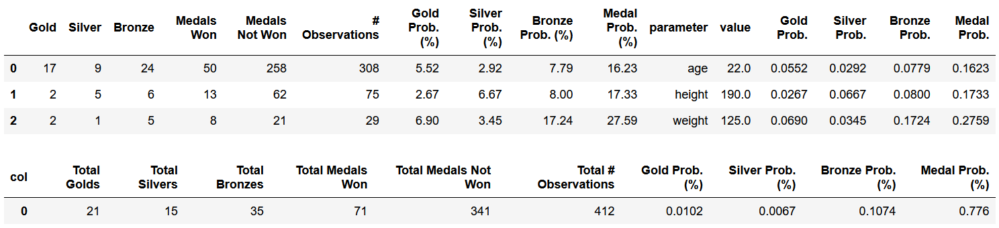 Gold Silver Bronze Medals Won Medals Not Won # Observations Gold Prob. (%) Silver Prob. (%) Bronze Prob. (%) Medal Prob. (%) parameter value Gold Prob. Silver Prob. Bronze Prob. Medal Prob.
0 17 9 24 50 258 308 5.52 2.92 7.79 16.23 age 22.0 0.0552 0.0292 0.0779 0.1623
1 2 5 6 13 62 75 2.67 6.67 8.00 17.33 height 190.0 0.0267 0.0667 0.0800 0.1733
2 2 1 5 8 21 29 6.90 3.45 17.24 27.59 weight 125.0 0.0690 0.0345 0.1724 0.2759
col Total Golds Total Silvers Total Bronzes Total Medals Won Total Medals Not Won Total # Observations Gold Prob. (%) Silver Prob. (%) Bronze Prob. (%) Medal Prob. (%)
0 21 15 35 71 341 412 0.0102 0.0067 0.1074 0.776